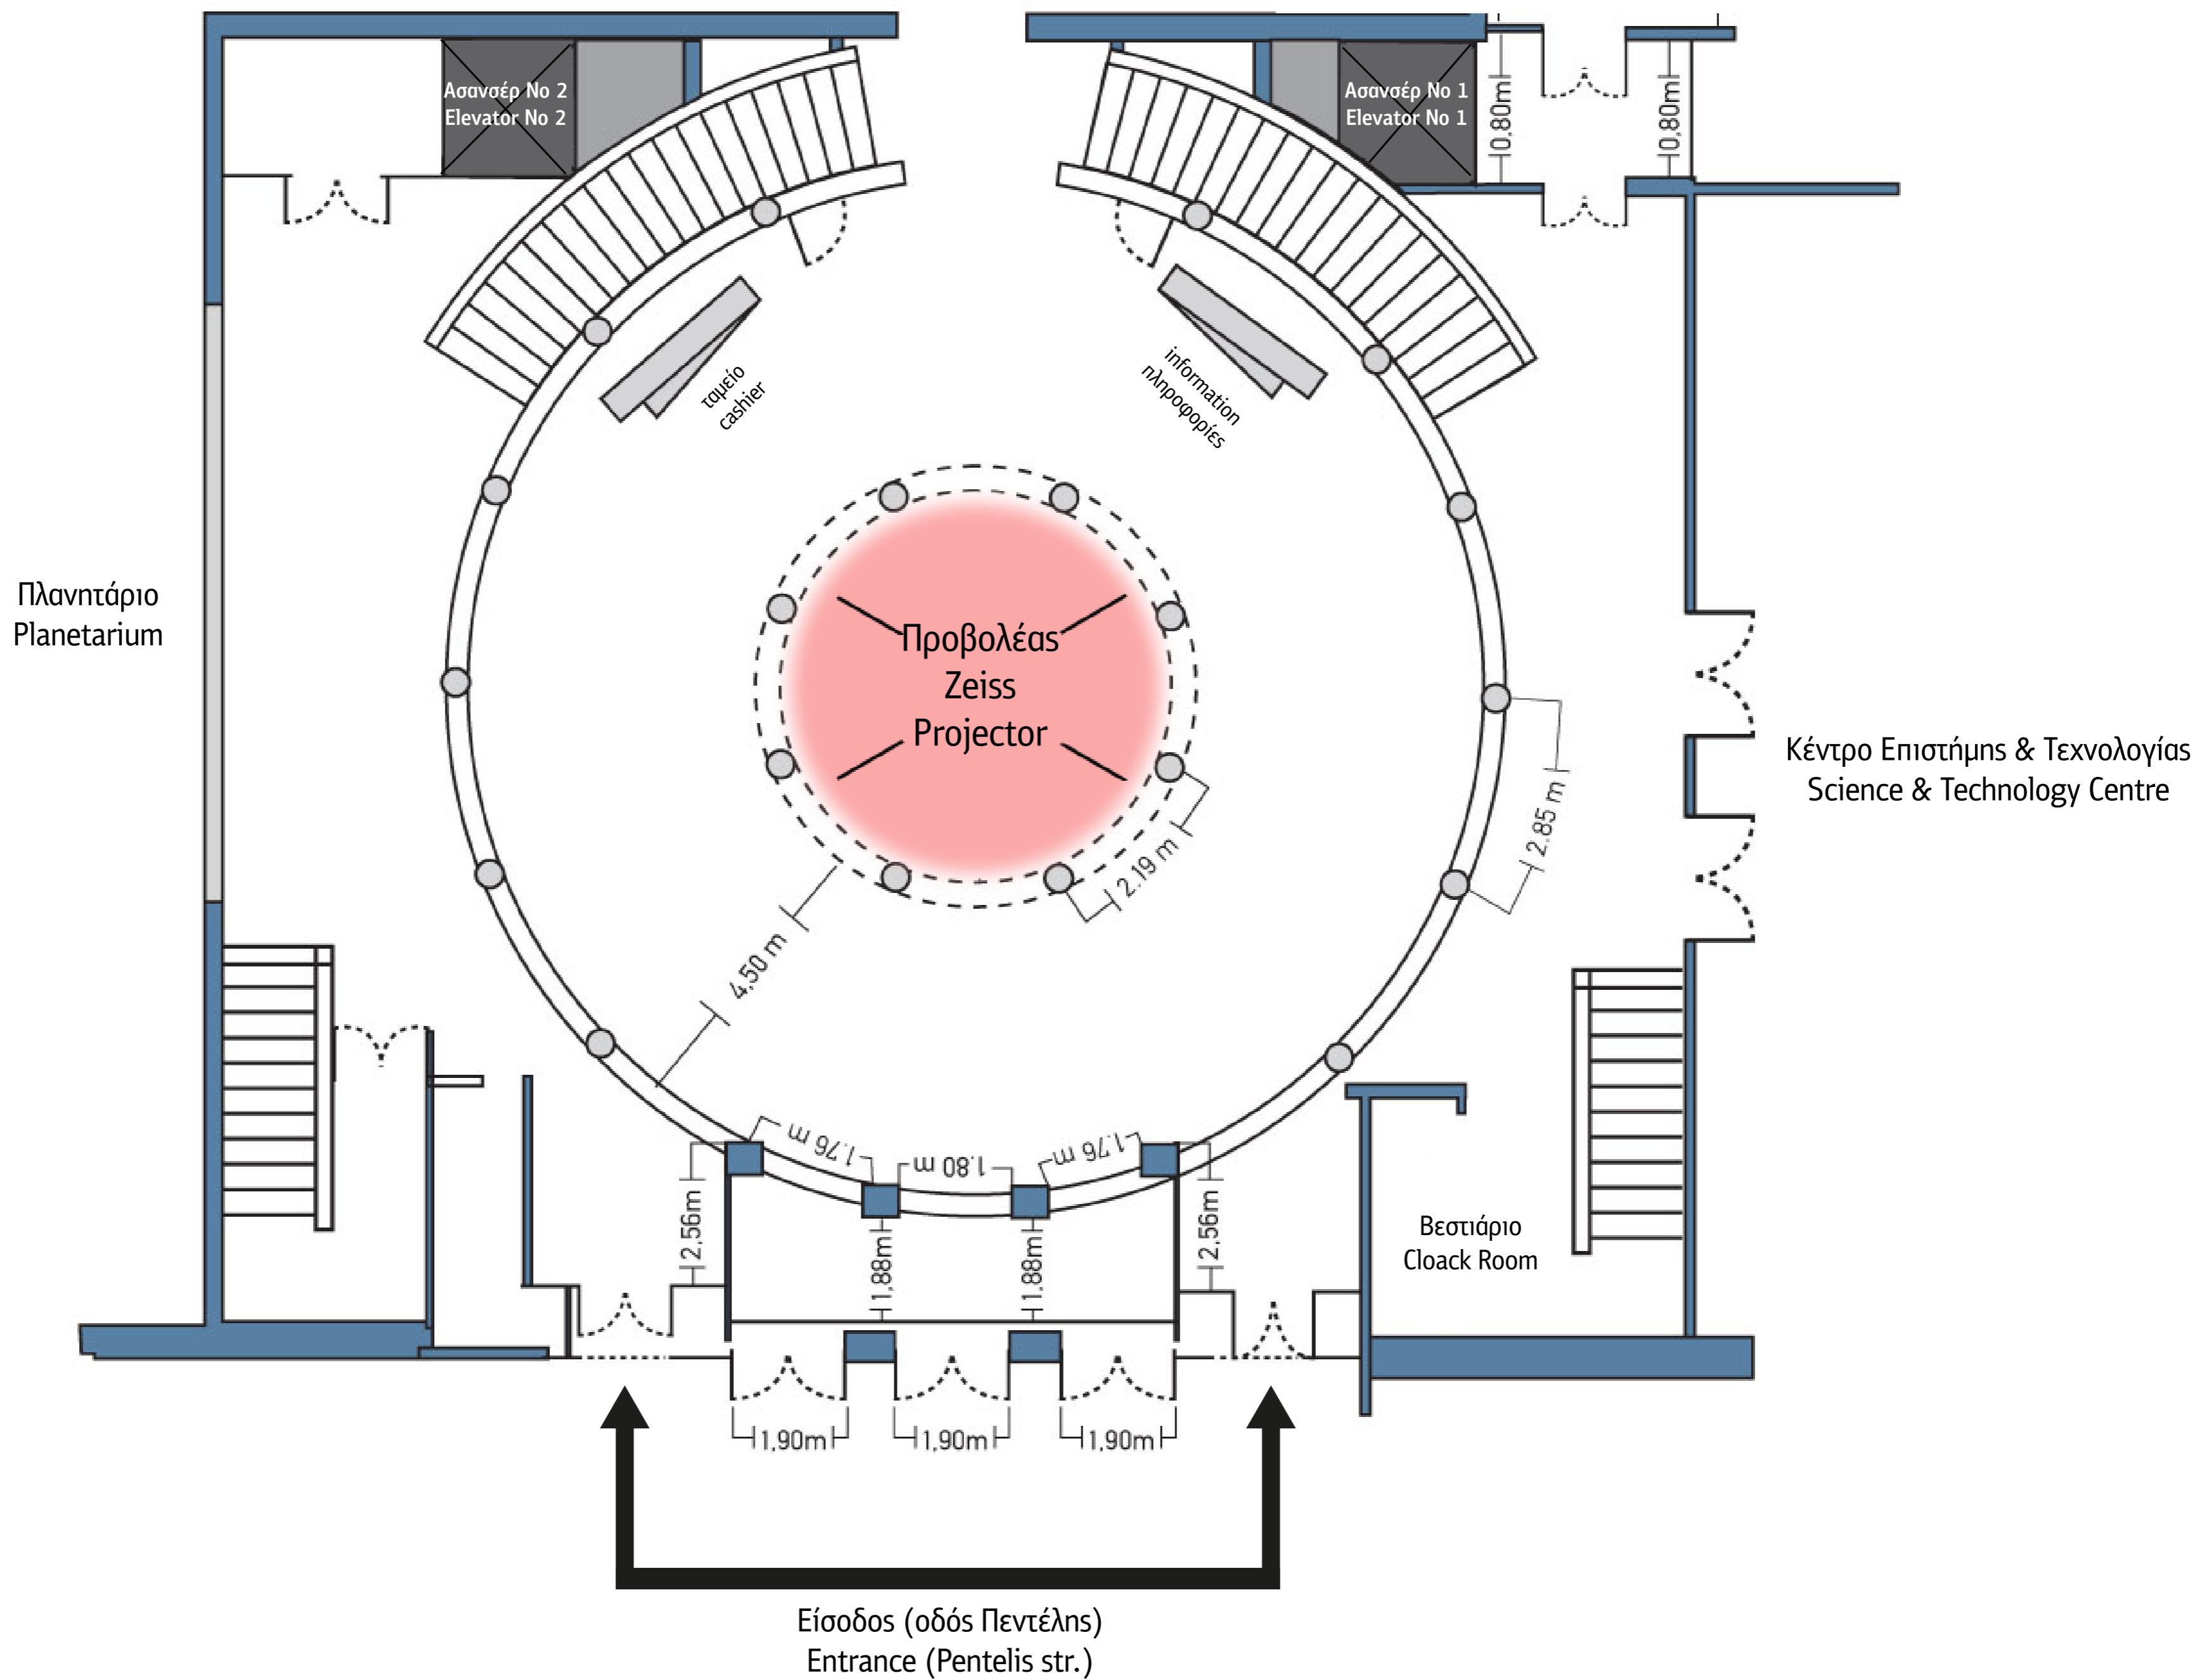 Ασανσέρ Νο 2
Elevator No 2
Ασανσέρ Νο 1
Elevator No 1
0,80m
0,80m
ταμείο
cashier
information
πληροφορίες
Πλανητάριο
Planetarium
Προβολέας
Zeiss
Projector
Κέντρο Επιστήμης & Τεχνολογίας
Science & Technology Centre
2.85 m
2.19 m
4,50 m
1.76 m
1.80 m
1.76 m
2,56m
1,88m
1,88m
2,56m
Βεστιάριο
Cloack Room
1,90m
1,90m
1,90m
Είσοδος (οδός Πεντέλης)
Entrance (Pentelis str.)